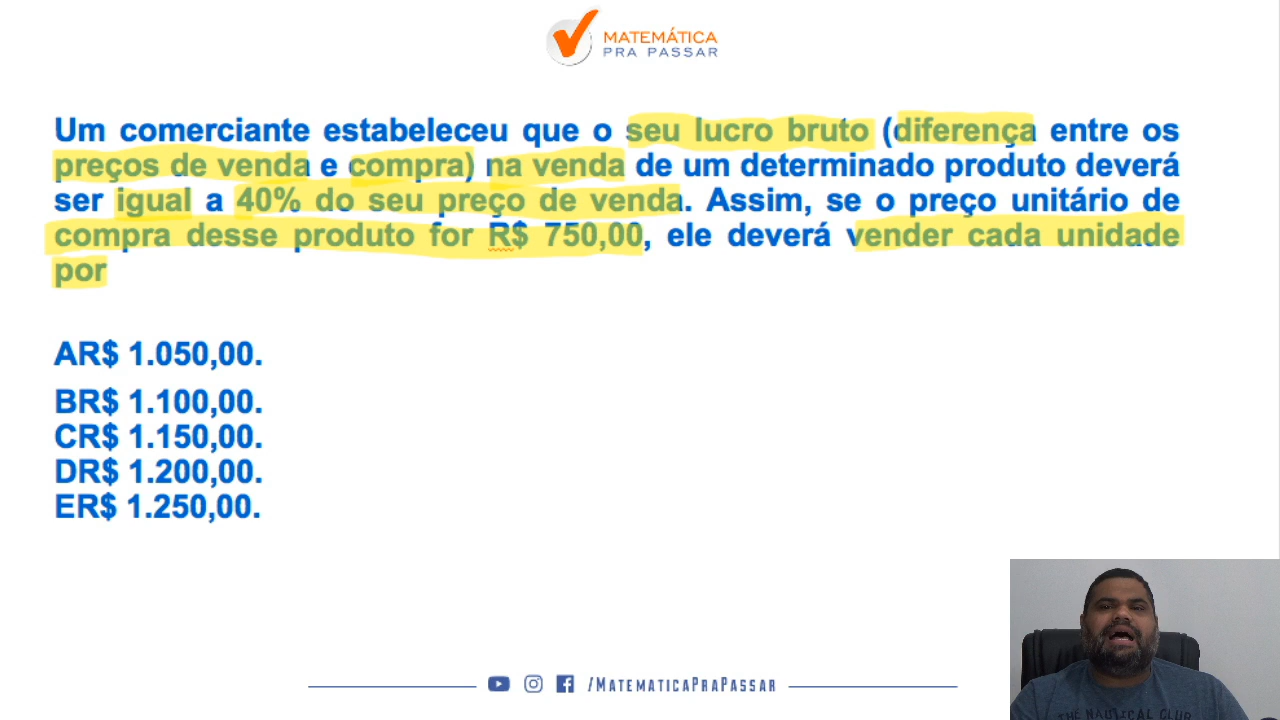 MATEMÁTICA
PRA PASSAR
Um comerciante estabeleceu que o seu lucro bruto (diferença entre os
preços de venda e compra) na venda de um determinado produto deverá
ser igual a 40% do seu preço de venda. Assim, se o preço unitário de
compra desse produto for R$ 750,00, ele deverá vender cada unidade
por
AR$ 1.050,00.
BR$ 1.100,00.
CR$ 1.150,00.
DR$ 1.200,00.
ER$ 1.250,00.
/MATEMATICAPRAPASSAR
THE NAUTICAL CLUB